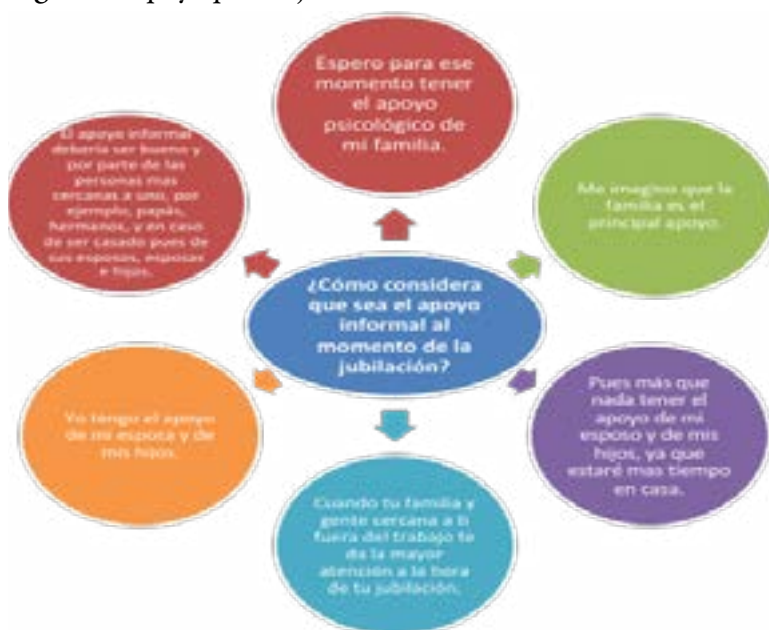 Espero para ese
momento tener
el apoyo
psicológico de
mi familia.
El apoyo informal
debería ser bueno y
por parte de las
personas mas
cercanas a uno, por
ejemplo, papás,
hermanos, y en caso
de ser casado pues de
sus esposos, esposas
e hijos.
Me imagino que la
familia es el
principal apoyo.
¿Cómo considera
que sea el apoyo
informal al
momento de la
jubilación?
Yo tengo el apoyo
de mi esposa y de
mis hijos.
Pues más que
nada tener el
apoyo de mi
esposo y de mis
hijos, ya que
estaré mas tiempo
en casa.
Cuando tu familia y
gente sercana a ti
fuera del trabajo te
da la mayor
atención a la hora
de tu jubilación.